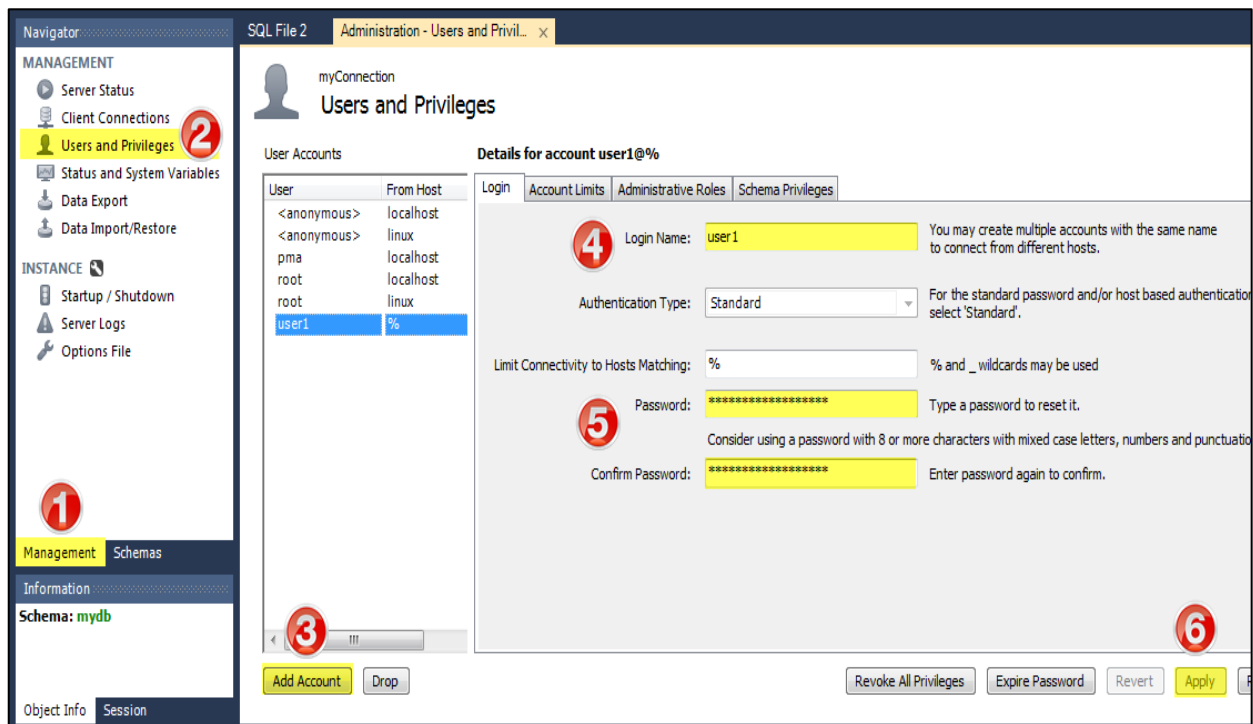 Navigator
MANAGEMENT
Server Status
Client Connections
Users and Privileges
2
Status and System Variables
Data Export
Data Import/Restore
INSTANCE
Startup / Shutdown
Server Logs
Options File
1
Management Schemas
Information
Schema: mydb
Object Info Session
SQL File 2 Administration - Users and Privil... x
myConnection
Users and Privileges
User Accounts
User From Host
<anonymous> localhost
<anonymous> linux
pma localhost
root localhost
root linux
user1 %
3
Add Account Drop
Details for account user1@%
Login Account Limits Administrative Roles Schema Privileges
4 Login Name: user1 You may create multiple accounts with the same name
to connect from different hosts.
Authentication Type: Standard For the standard password and/or host based authentication
select 'Standard'.
Limit Connectivity to Hosts Matching: % % and _ wildcards may be used
5 Password: ****************** Type a password to reset it.
Consider using a password with 8 or more characters with mixed case letters, numbers and punctuatio
Confirm Password: ****************** Enter password again to confirm.
6
Revoke All Privileges Expire Password Revert Apply